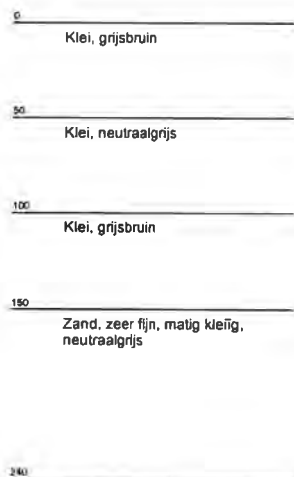 0
Klei, grijsbruin
50
Klei, neutraalgrijs
100
Klei, grijsbruin
150
Zand, zeer fijn, matig kleiïg,
neutraalgrijs
240